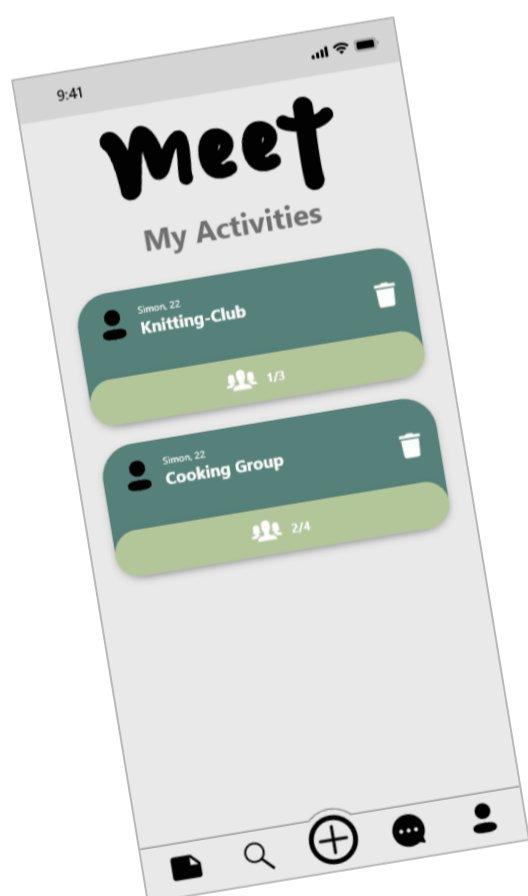 9:41
meet
My Activities
Simon, 22
Knitting-Club
1/3
Simon, 22
Cooking Group
2/4